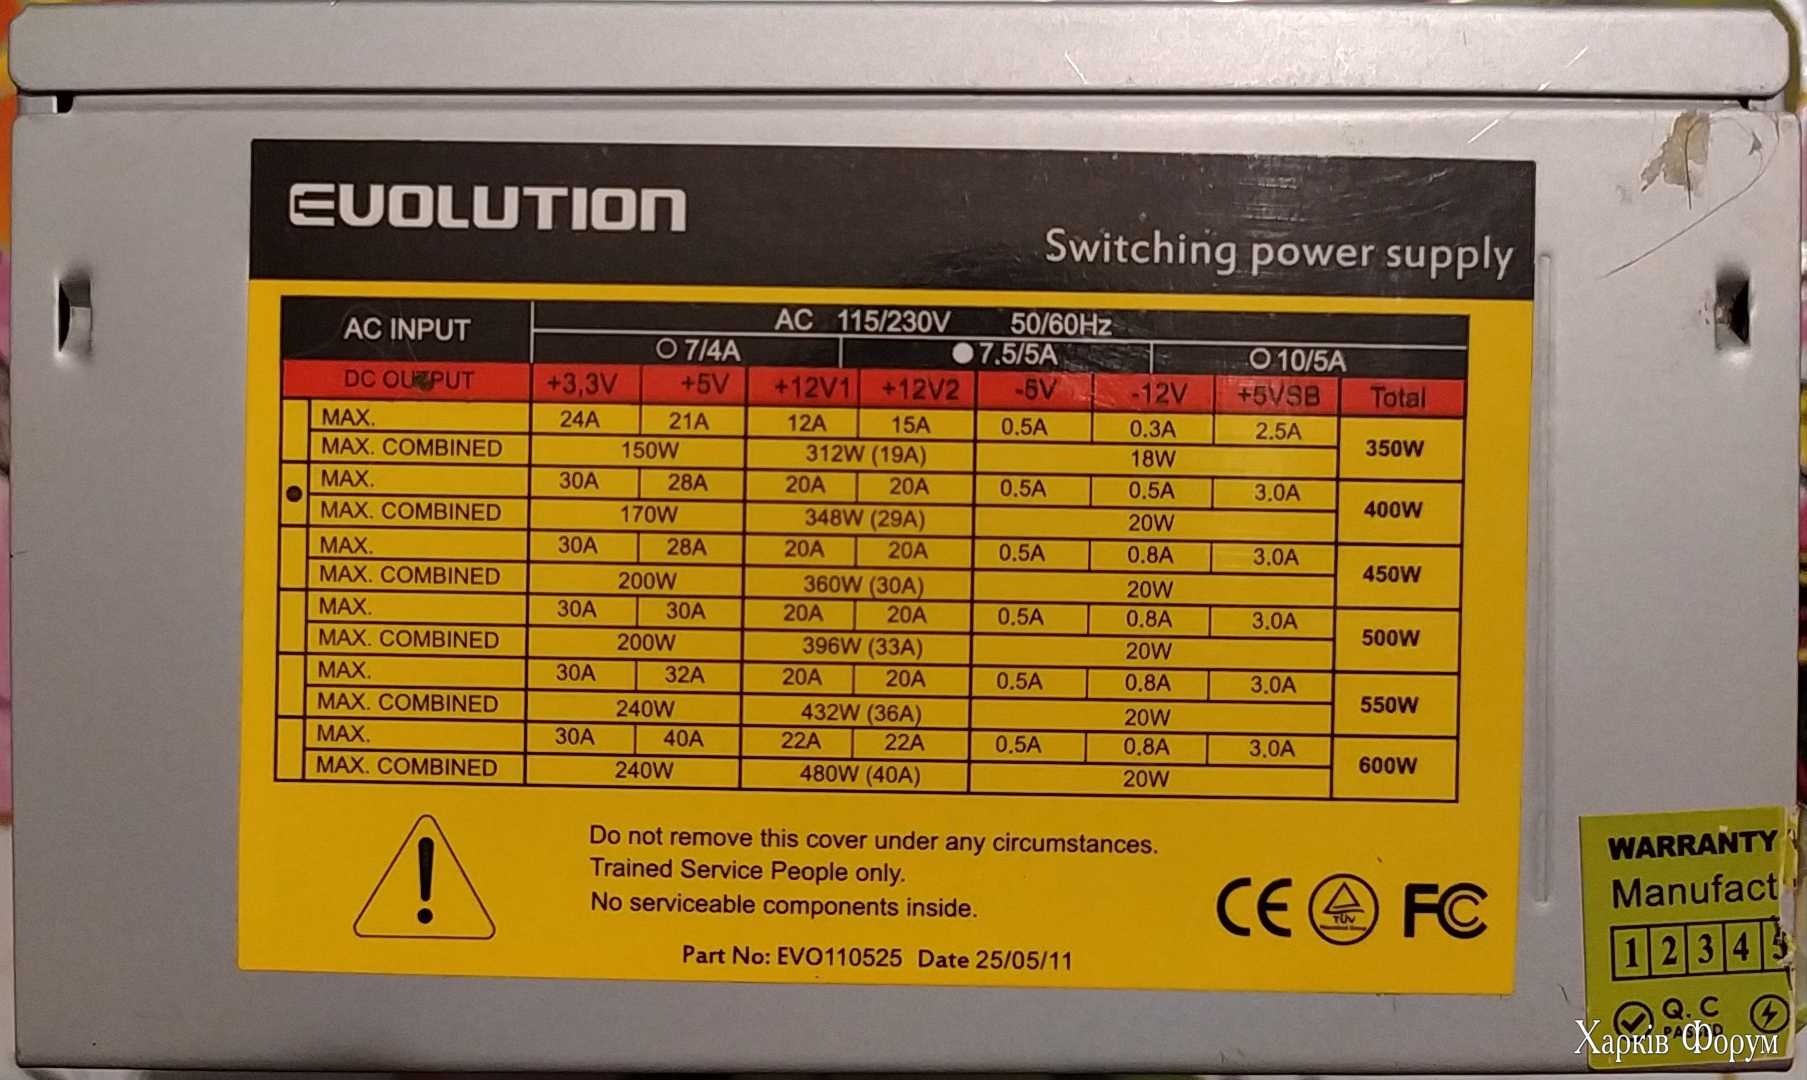 EVOLUTION
Switching power supply
AC INPUT AC 115/230V 50/60Hz
7/4A 7.5/5A 10/5A
DC OUTPUT +3,3V +5V +12V1 +12V2 -5V -12V +5VSB Total
MAX. 24A 21A 12A 15A 0.5A 0.3A 2.5A 350W
MAX. COMBINED 150W 312W (19A) 18W
MAX. 30A 28A 20A 20A 0.5A 0.5A 3.0A 400W
MAX. COMBINED 170W 348W (29A) 20W
MAX. 30A 28A 20A 20A 0.5A 0.8A 3.0A 450W
MAX. COMBINED 200W 360W (30A) 20W
MAX. 30A 30A 20A 20A 0.5A 0.8A 3.0A 500W
MAX. COMBINED 200W 396W (33A) 20W
MAX. 30A 32A 20A 20A 0.5A 0.8A 3.0A 550W
MAX. COMBINED 240W 432W (36A) 20W
MAX. 30A 40A 22A 22A 0.5A 0.8A 3.0A 600W
MAX. COMBINED 240W 480W (40A) 20W
Do not remove this cover under any circumstances.
Trained Service People only.
No serviceable components inside.
CE TÜV FC
Part No: EVO110525 Date 25/05/11
WARRANTY
Manufact
1 2 3 4 5
Q.C
PASSED
Харків Форум